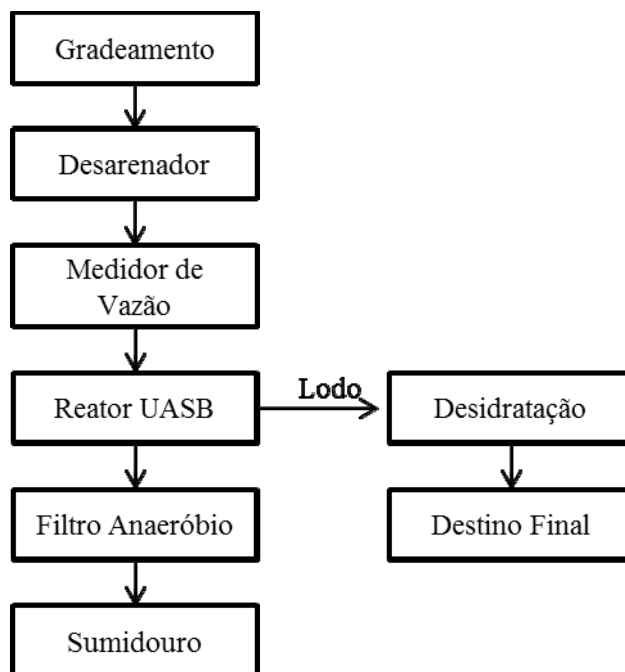 Gradeamento
Desarenador
Medidor de
Vazão
Reator UASB
Lodo
Desidratação
Filtro Anaeróbio
Destino Final
Sumidouro